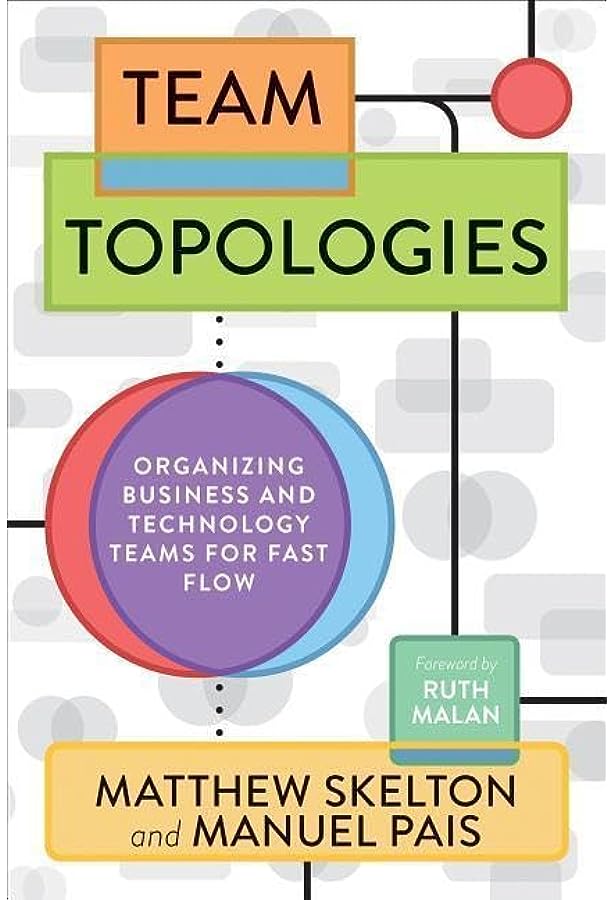 TEAM
TOPOLOGIES
ORGANIZING
BUSINESS AND
TECHNOLOGY
TEAMS FOR FAST
FLOW
Foreword by
RUTH
MALAN
MATTHEW SKELTON
and MANUEL PAIS